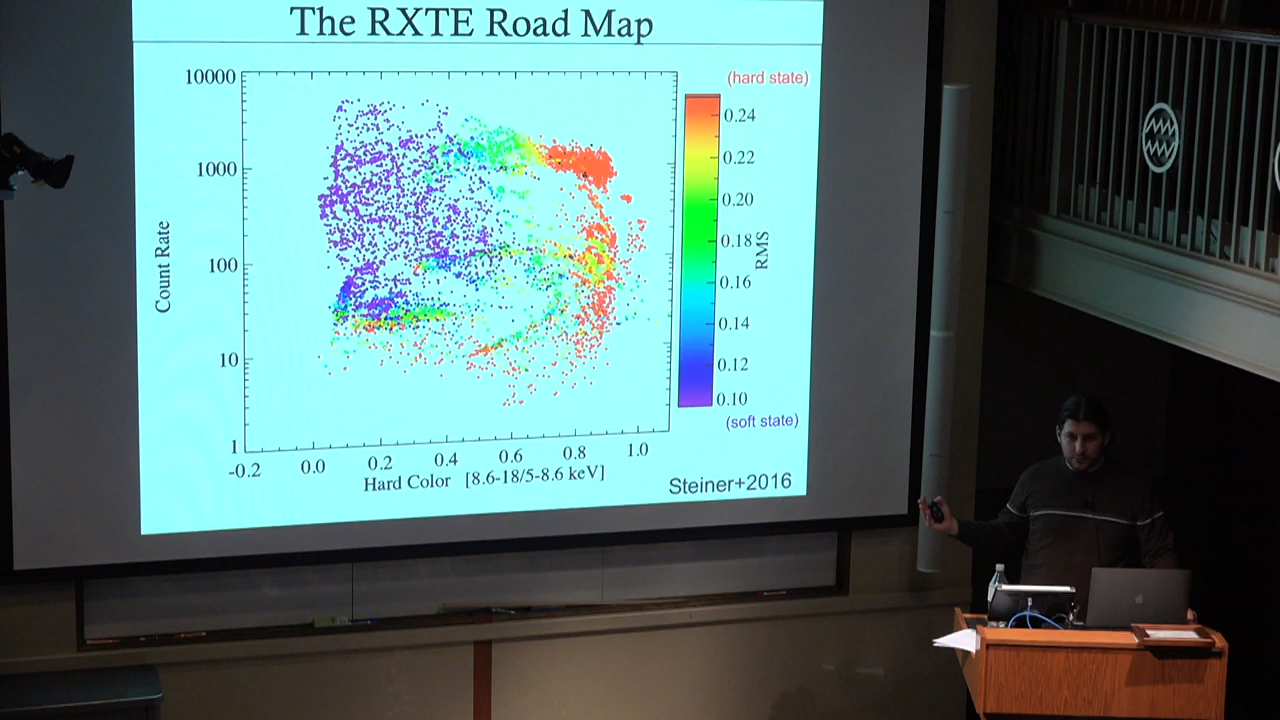 The RXTE Road Map
(hard state)
10000
1000
100
10
1
Count Rate
-0.2 0.0 0.2 0.4 0.6 0.8 1.0
Hard Color [8.6-18/5-8.6 keV]
0.24
0.22
0.20
0.18
0.16
0.14
0.12
0.10
RMS
(soft state)
Steiner+2016